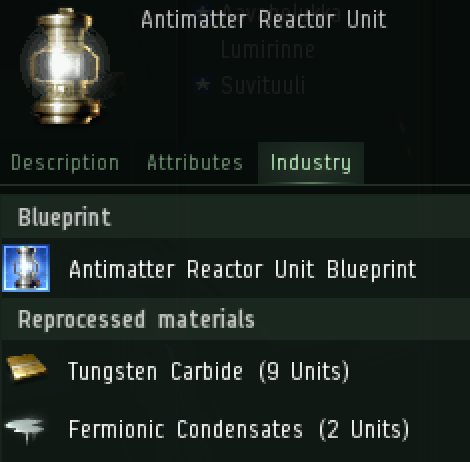 Antimatter Reactor Unit
Lumirinne
Suvituuli
Description Attributes Industry
Blueprint
Antimatter Reactor Unit Blueprint
Reprocessed materials
Tungsten Carbide (9 Units)
Fermionic Condensates (2 Units)